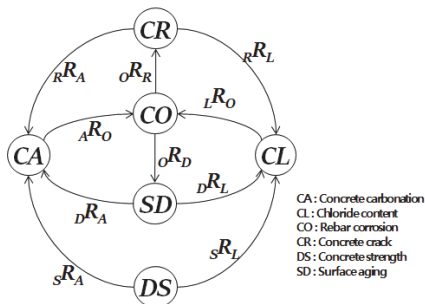 CR
RRA
ORR
RRL
CO
ARO
LRO
CA
CL
ORD
SD
DRA
DRL
SRA
SRL
DS
CA : Concrete carbonation
CL : Chloride content
CO : Rebar corrosion
CR : Concrete crack
DS : Concrete strength
SD : Surface aging